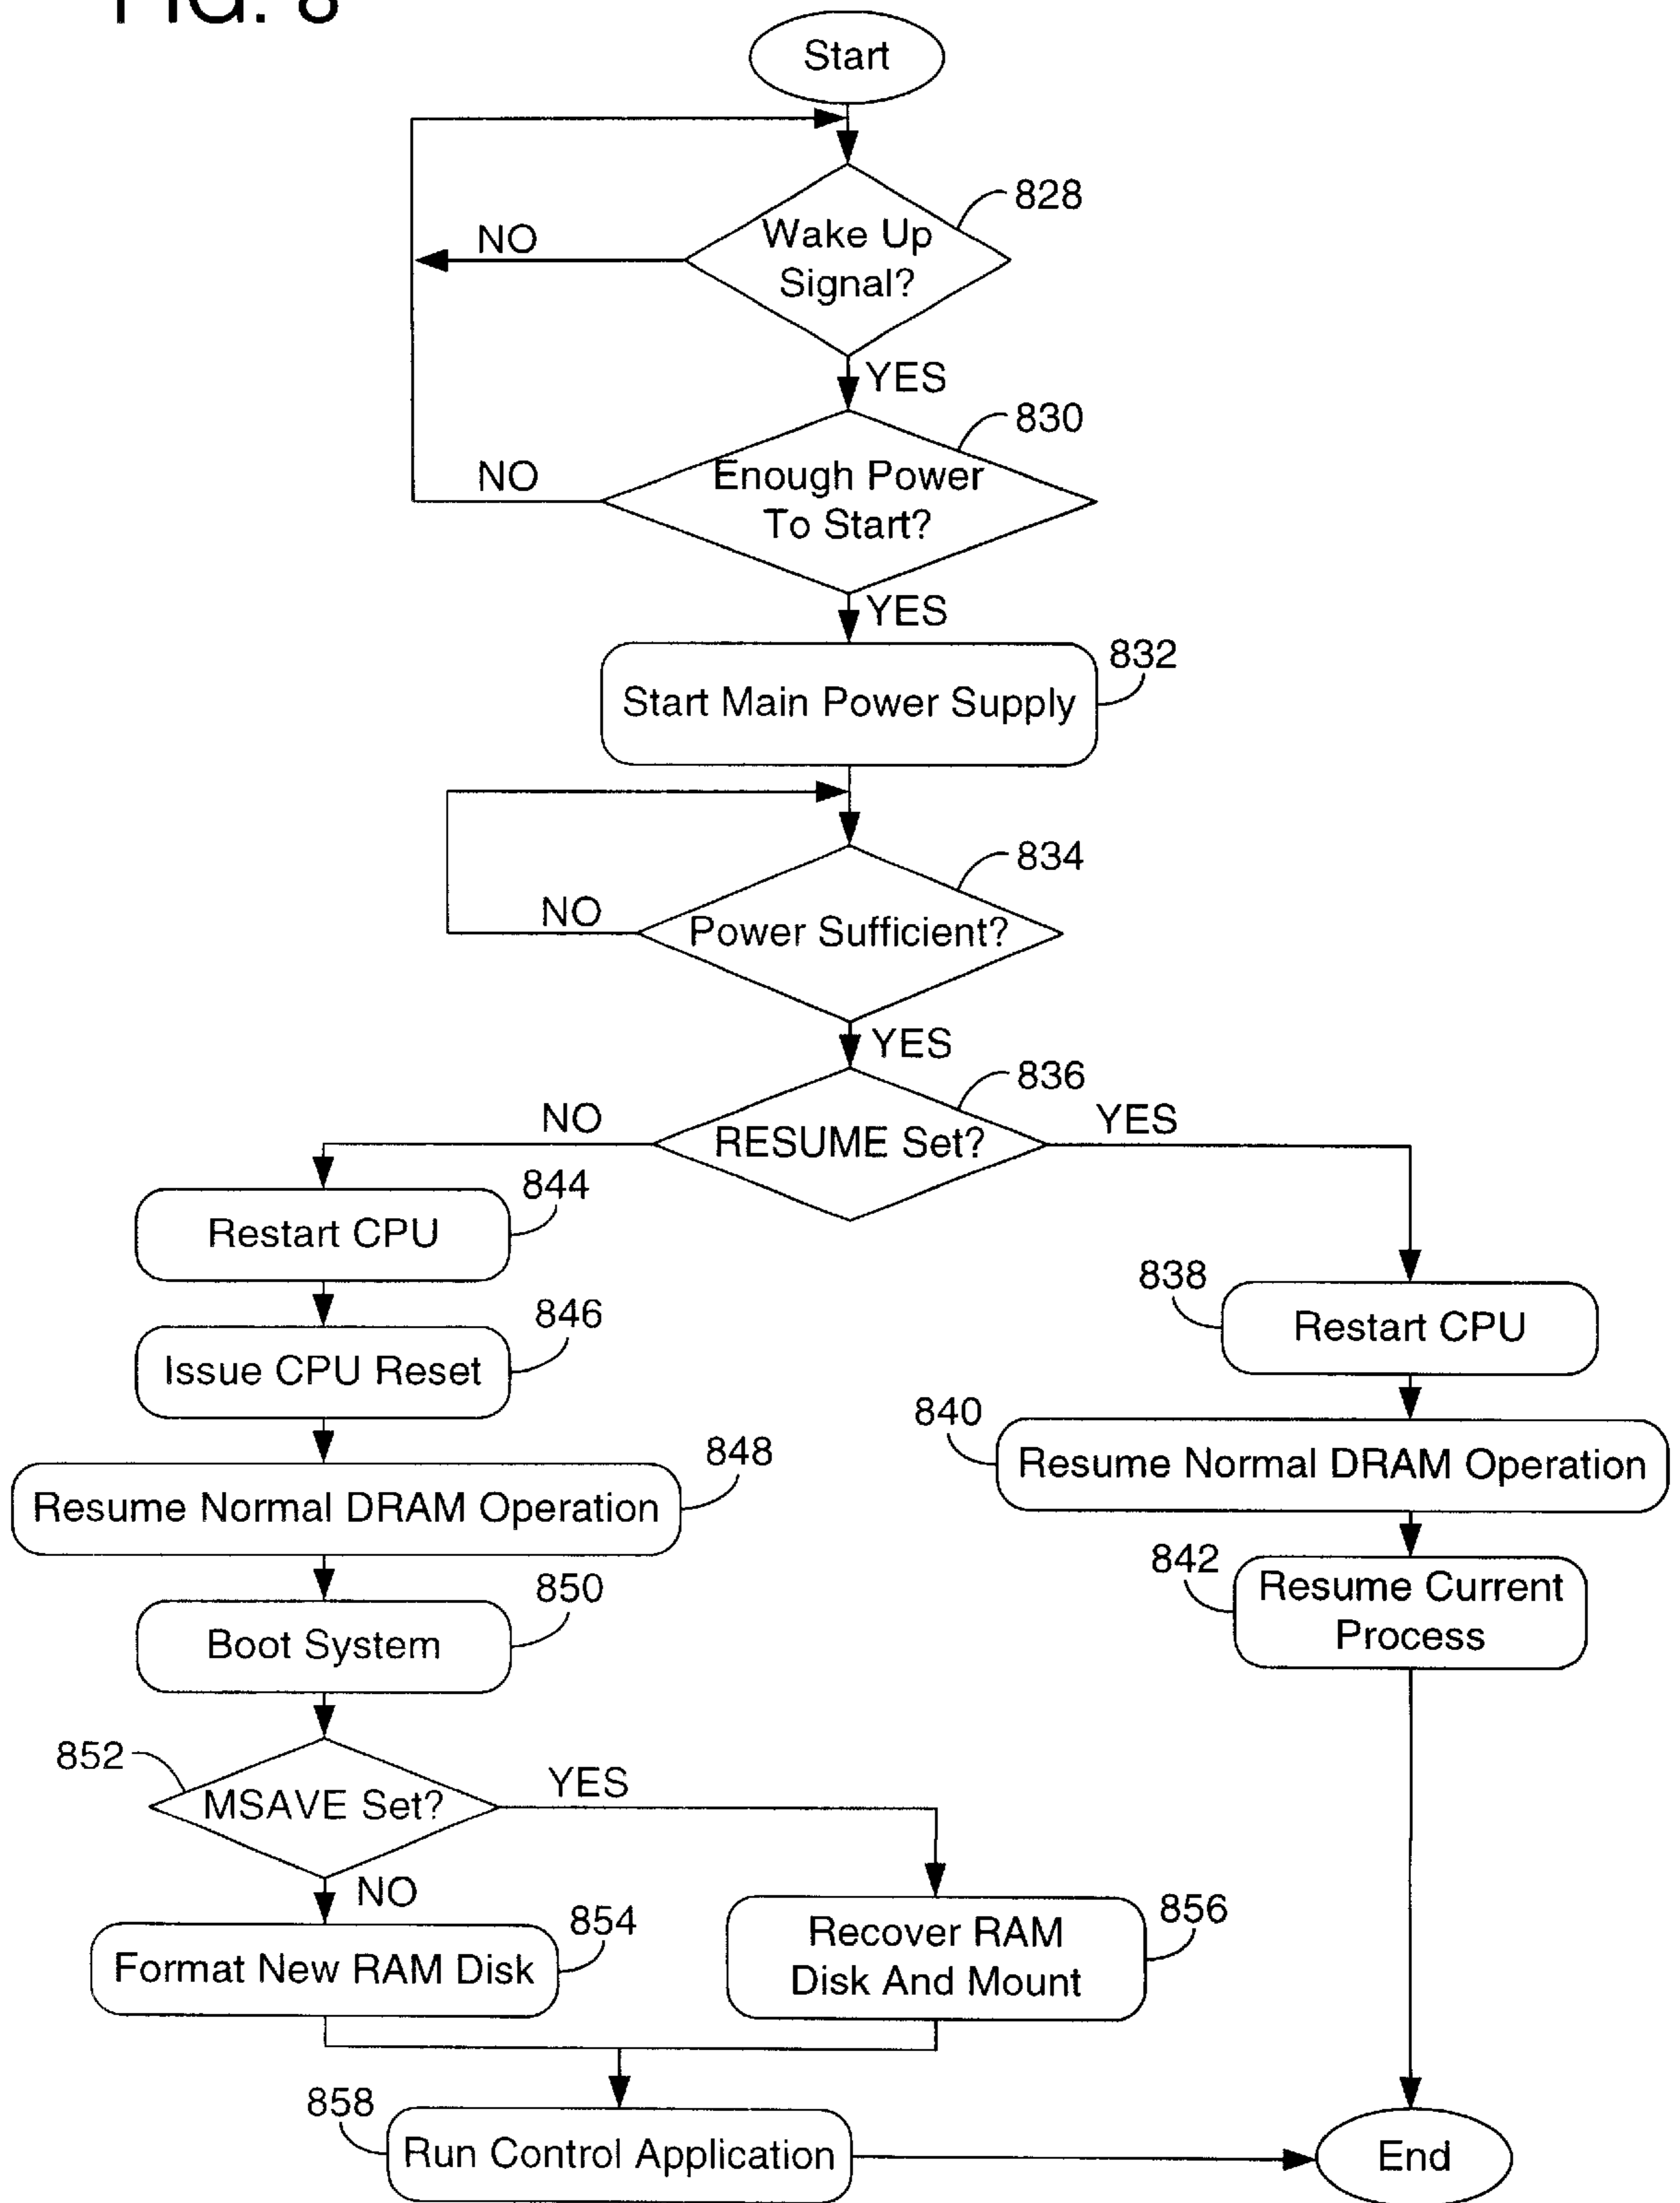 FIG. 8
Start
828
Wake Up
Signal?
NO
YES
830
Enough Power
To Start?
NO
YES
832
Start Main Power Supply
834
Power Sufficient?
NO
YES
836
RESUME Set?
NO
YES
844
Restart CPU
838
Restart CPU
846
Issue CPU Reset
840
Resume Normal DRAM Operation
848
Resume Normal DRAM Operation
842
Resume Current
Process
850
Boot System
852
MSAVE Set?
YES
NO
854
Format New RAM Disk
856
Recover RAM
Disk And Mount
858
Run Control Application
End